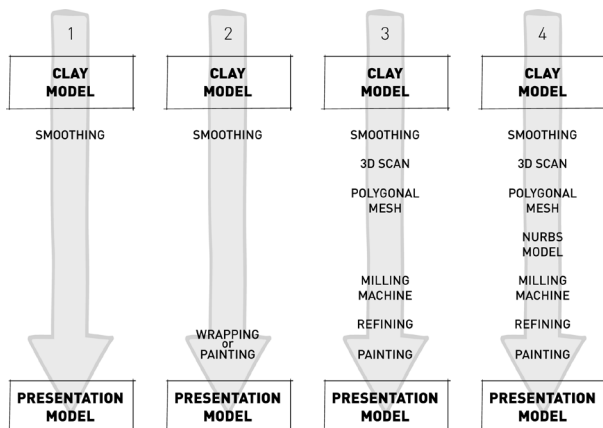 1
CLAY
MODEL
SMOOTHING
PRESENTATION
MODEL
2
CLAY
MODEL
SMOOTHING
WRAPPING
or
PAINTING
PRESENTATION
MODEL
3
CLAY
MODEL
SMOOTHING
3D SCAN
POLYGONAL
MESH
MILLING
MACHINE
REFINING
PAINTING
PRESENTATION
MODEL
4
CLAY
MODEL
SMOOTHING
3D SCAN
POLYGONAL
MESH
NURBS
MODEL
MILLING
MACHINE
REFINING
PAINTING
PRESENTATION
MODEL